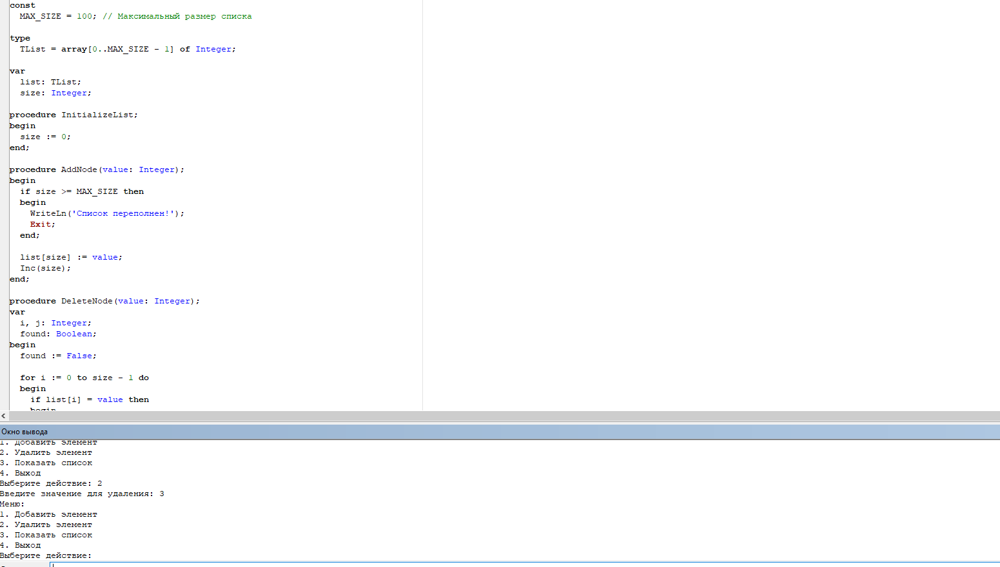 const
  MAX_SIZE = 100; // Максимальный размер списка
type
  TList = array[0..MAX_SIZE - 1] of Integer;
var
  list: TList;
  size: Integer;
procedure InitializeList;
begin
  size := 0;
end;
procedure AddNode(value: Integer);
begin
  if size >= MAX_SIZE then
  begin
    WriteLn('Список переполнен!');
    Exit;
  end;
  list[size] := value;
  Inc(size);
end;
procedure DeleteNode(value: Integer);
var
  i, j: Integer;
  found: Boolean;
begin
  found := False;
  for i := 0 to size - 1 do
  begin
    if list[i] = value then
    begin
Окно вывода
1. Добавить элемент
2. Удалить элемент
3. Показать список
4. Выход
Выберите действие: 2
Введите значение для удаления: 3
Меню:
1. Добавить элемент
2. Удалить элемент
3. Показать список
4. Выход
Выберите действие: